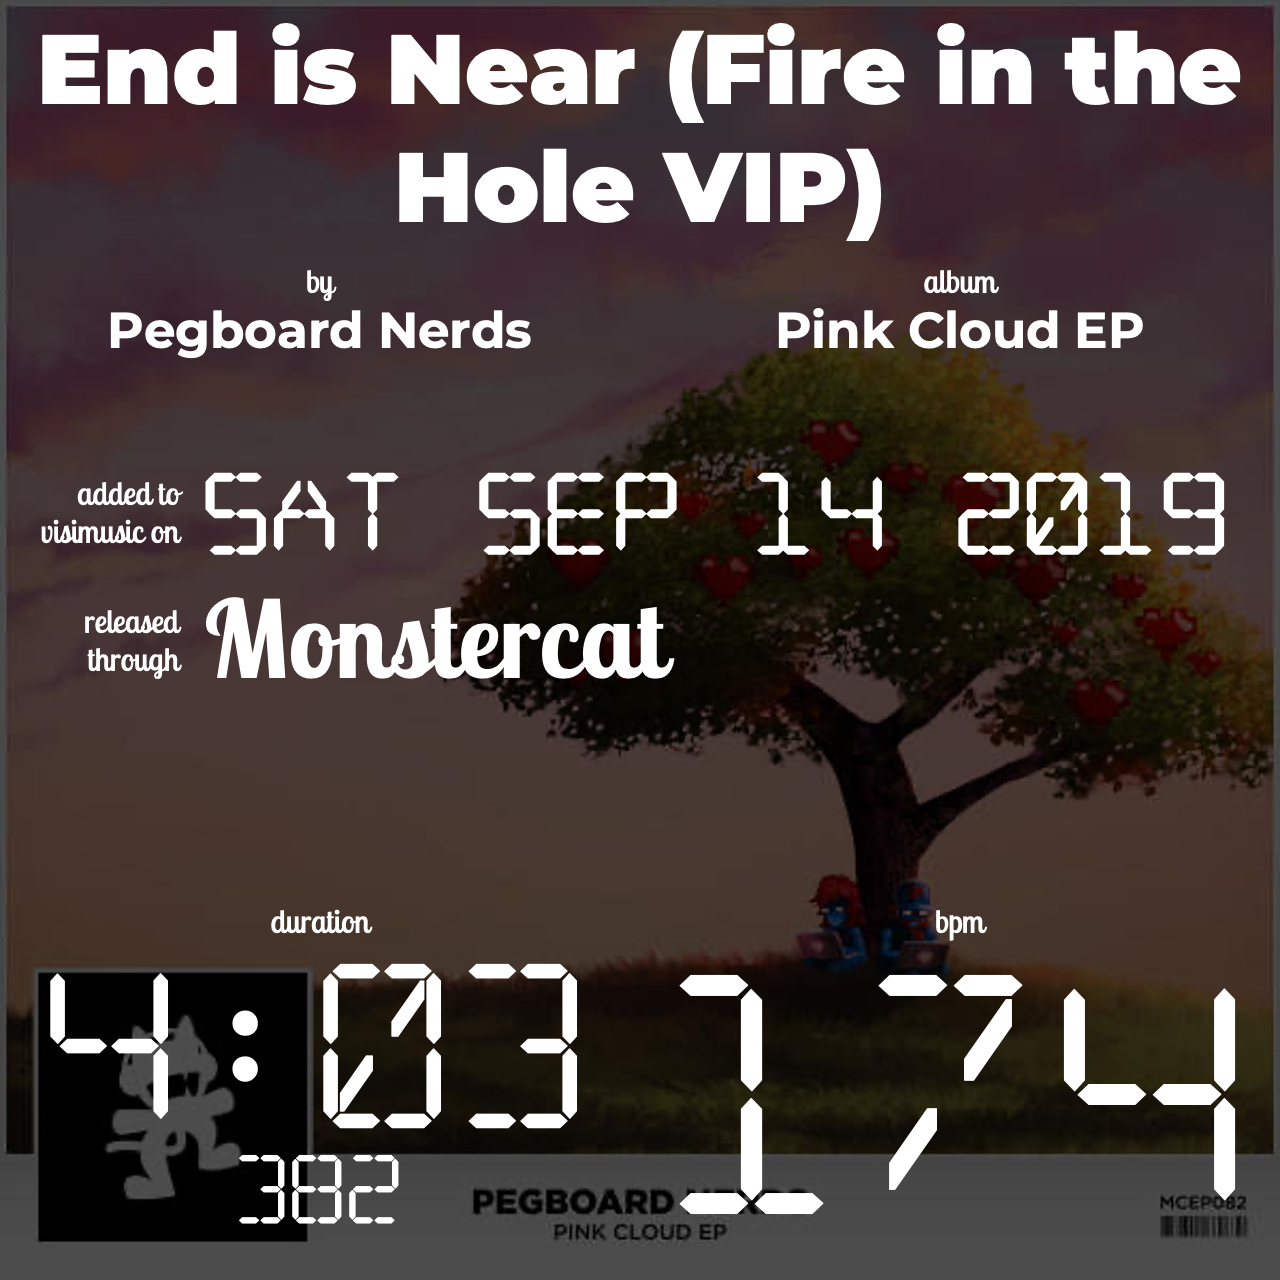 End is Near (Fire in the
Hole VIP)
by
Pegboard Nerds
album
Pink Cloud EP
added to
visimusic on
SAT SEP 14 2019
released
through
Monstercat
duration
4:03
382
bpm
174
PEGBOARD NERDS
PINK CLOUD EP
MCEP082